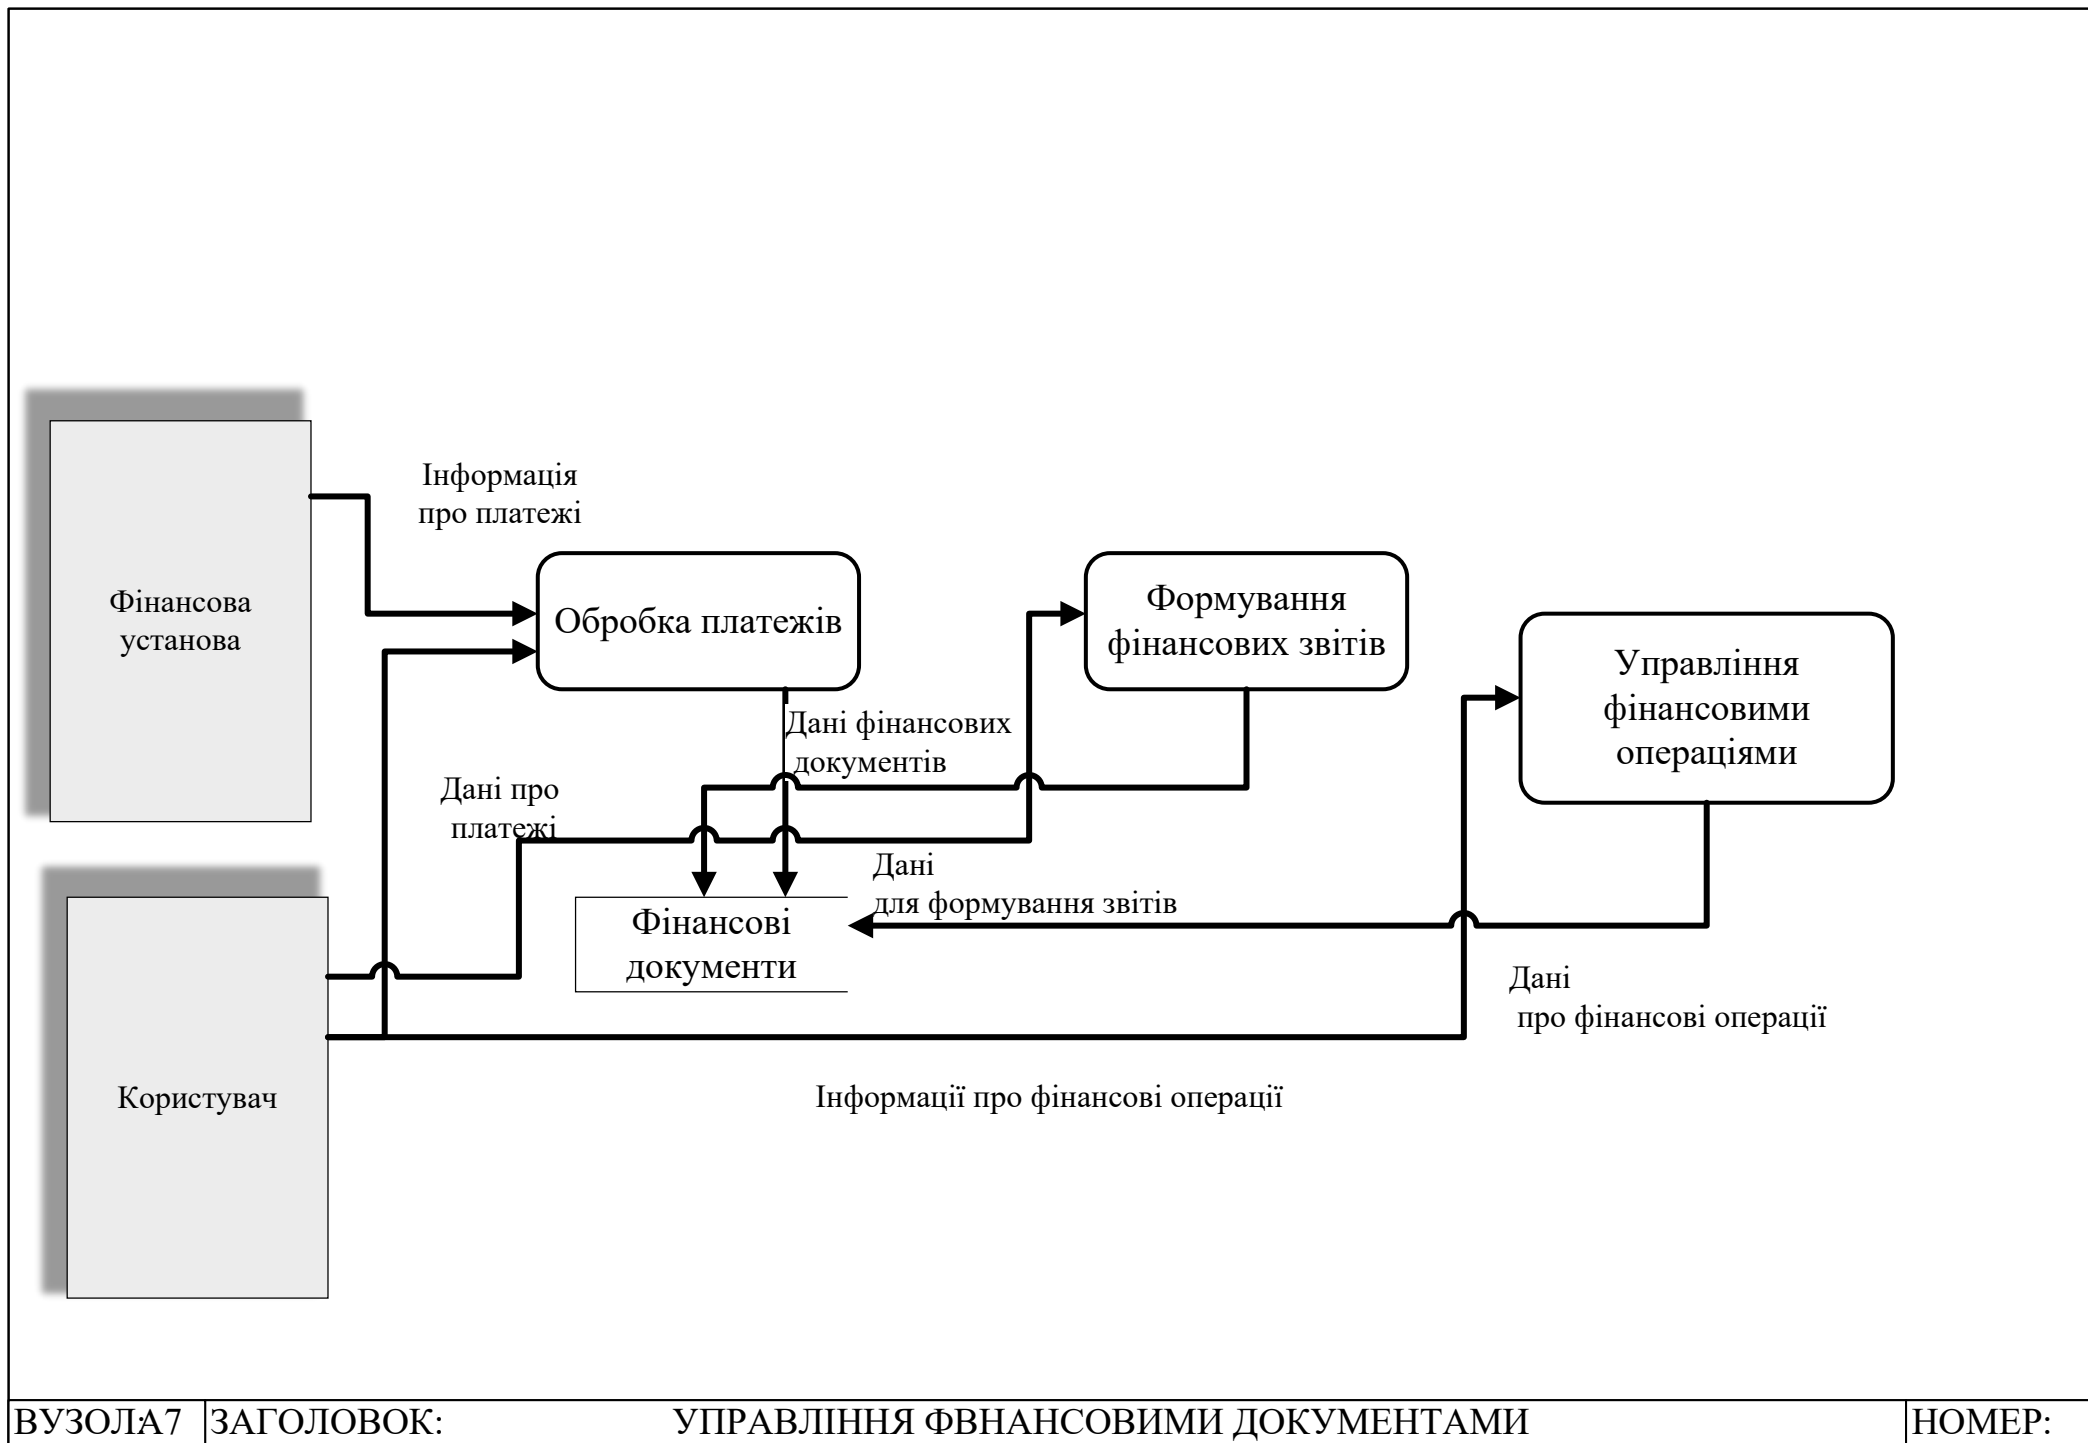 Інформація
про платежі
Фінансова
установа
Обробка платежів
Формування
фінансових звітів
Управління
фінансовими
операціями
Дані фінансових
документів
Дані про
платежі
Дані
для формування звітів
Фінансові
документи
Дані
про фінансові операції
Користувач
Інформації про фінансові операції
ВУЗОЛ:А7 ЗАГОЛОВОК: УПРАВЛІННЯ ФВНАНСОВИМИ ДОКУМЕНТАМИ НОМЕР: